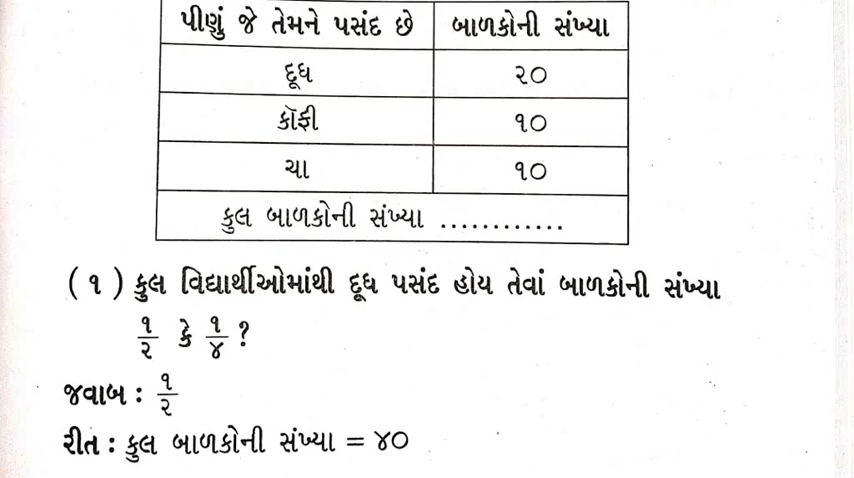 પીણું જે તેમને પસંદ છે બાળકોની સંખ્યા
દૂધ ૨૦
કૉફી ૧૦
ચા ૧૦
કુલ બાળકોની સંખ્યા ............
( ૧ ) કુલ વિદ્યાર્થીઓમાંથી દૂધ પસંદ હોય તેવાં બાળકોની સંખ્યા
૧/૨ કે ૧/૪ ?
જવાબ : ૧/૨
રીત : કુલ બાળકોની સંખ્યા = ૪૦